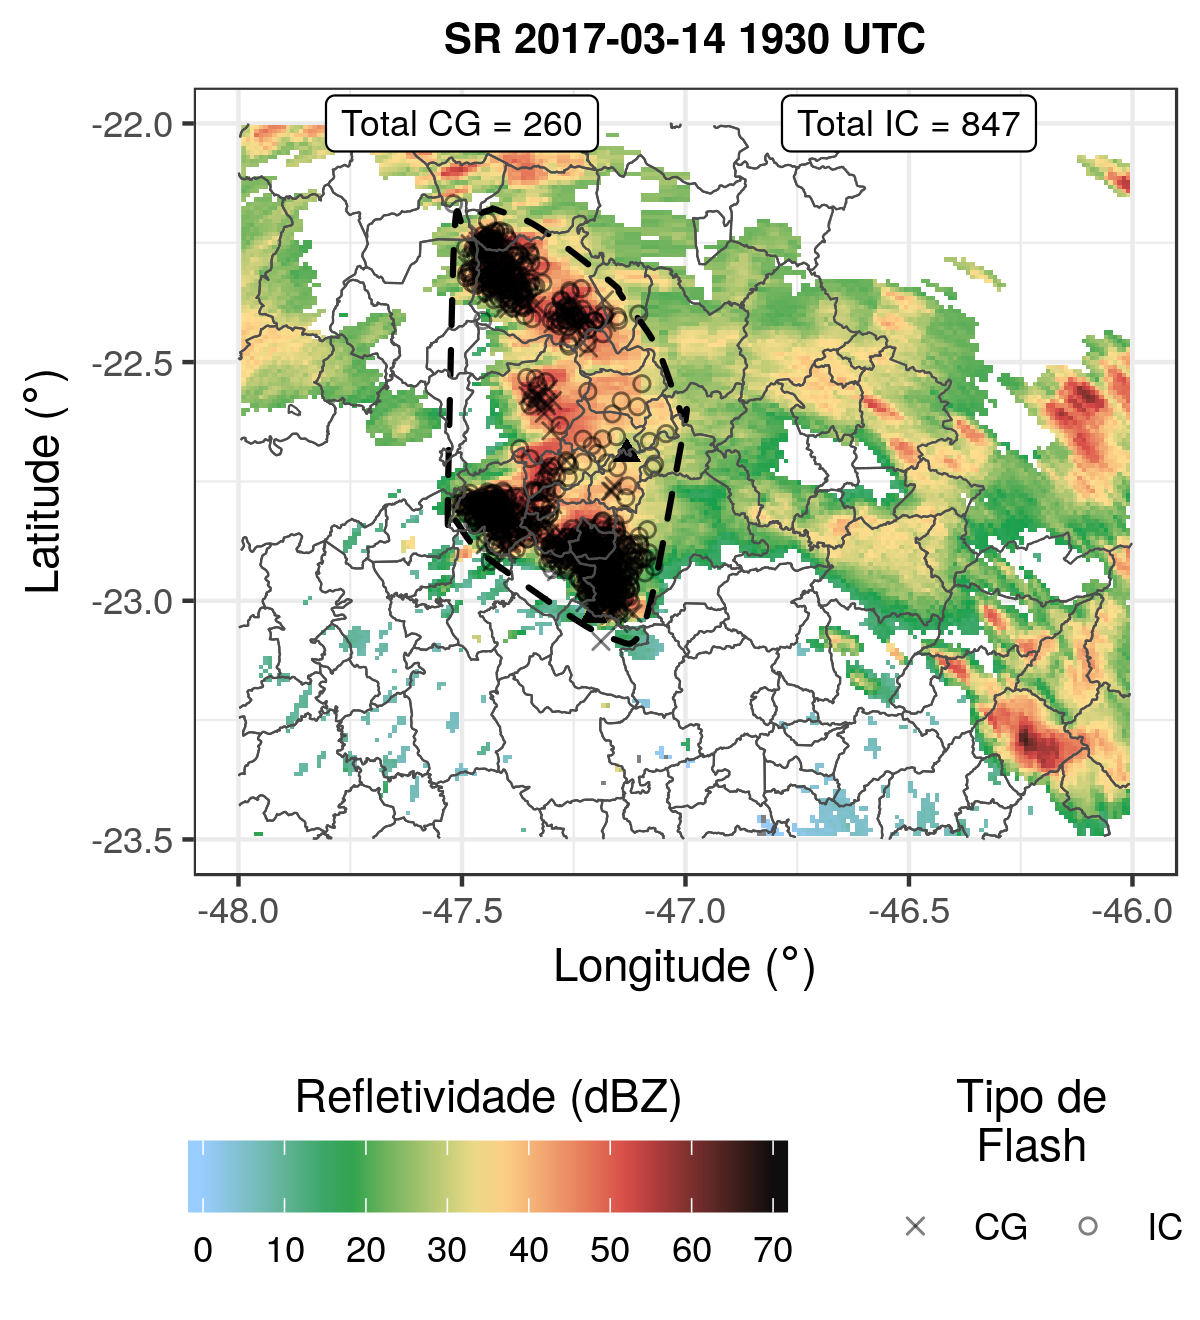 SR 2017-03-14 1930 UTC
Total CG = 260
Total IC = 847
-22.0
-22.5
-23.0
-23.5
Latitude (°)
-48.0
-47.5
-47.0
-46.5
-46.0
Longitude (°)
Refletividade (dBZ)
0
10
20
30
40
50
60
70
Tipo de
Flash
CG
IC